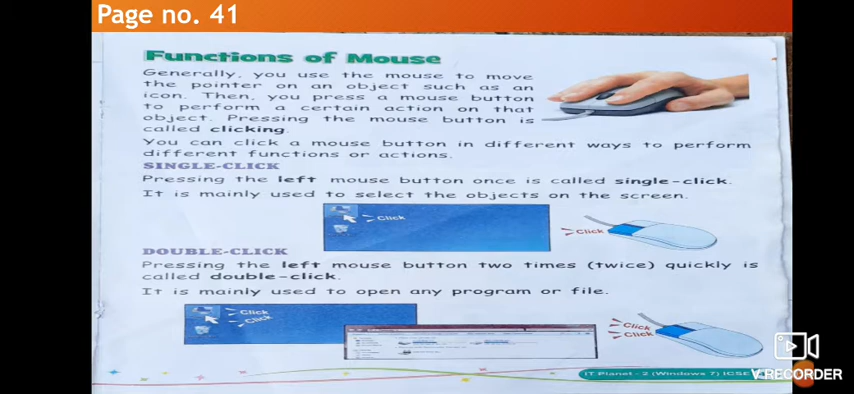 Page no. 41
Functions of Mouse
Generally, you use the mouse to move
the pointer on an object such as an
icon. Then, you press a mouse button
to perform a certain action on that
object. Pressing the mouse button is
called clicking.
You can click a mouse button in different ways to perform
different functions or actions.
SINGLE-CLICK
Pressing the left mouse button once is called single-click.
It is mainly used to select the objects on the screen.
Click
Click
DOUBLE-CLICK
Pressing the left mouse button two times (twice) quickly is
called double-click.
It is mainly used to open any program or file.
Click
Click
Click
Click
IT Planet - 2 (Windows 7) ICSE
V RECORDER